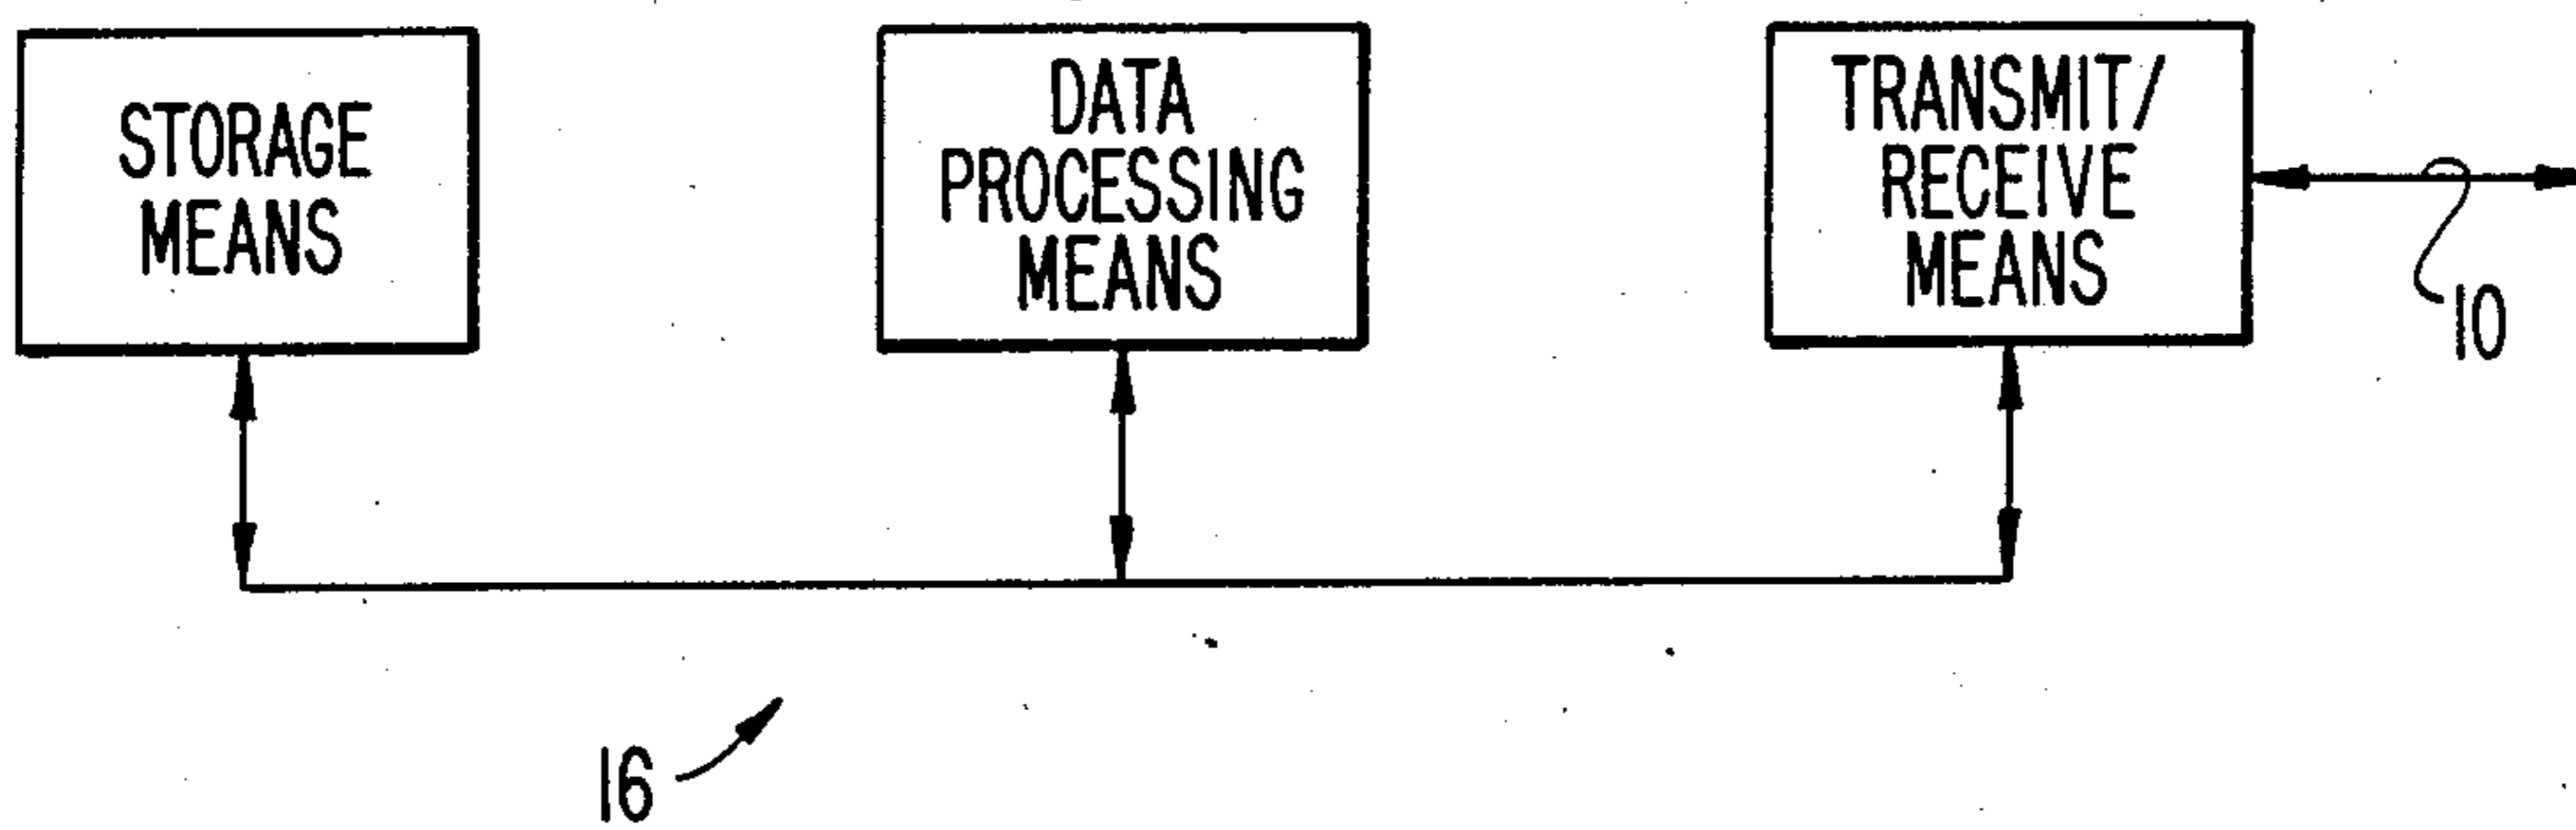 STORAGE
MEANS
DATA
PROCESSING
MEANS
TRANSMIT/
RECEIVE
MEANS
10
16